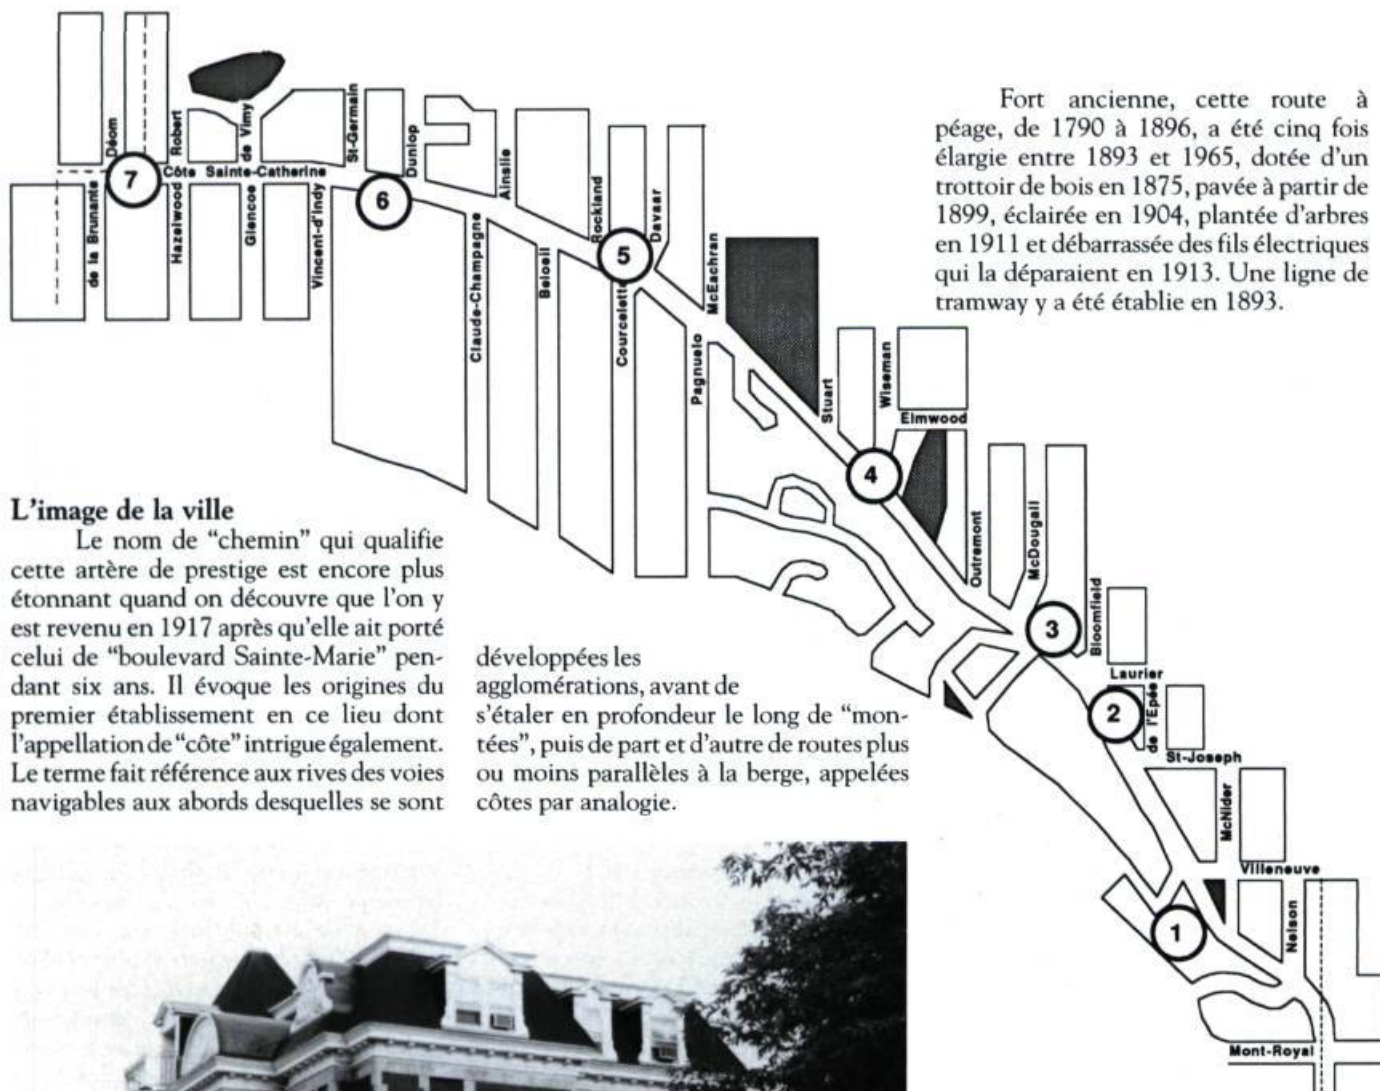 Fort ancienne, cette route à
péage, de 1790 à 1896, a été cinq fois
élargie entre 1893 et 1965, dotée d'un
trottoir de bois en 1875, pavée à partir de
1899, éclairée en 1904, plantée d'arbres
en 1911 et débarrassée des fils électriques
qui la déparaient en 1913. Une ligne de
tramway y a été établie en 1893.
Déom
Robert
de Vimy
St-Germain
Dunlop
Ainslie
Rockland
Davaar
McEachran
7
Côte Sainte-Catherine
6
5
de la Brunante
Hazelwood
Glencoe
Vincent-d'Indy
Claude-Champagne
Beloeil
Courcelette
Pagnuelo
Stuart
Wiseman
Elmwood
4
Outremont
McDougall
3
Bloomfield
Laurier
2
de l'Epée
St-Joseph
McNider
Villeneuve
1
Nelson
Mont-Royal
L'image de la ville
Le nom de “chemin” qui qualifie
cette artère de prestige est encore plus
étonnant quand on découvre que l'on y
est revenu en 1917 après qu'elle ait porté
celui de “boulevard Sainte-Marie” pen-
dant six ans. Il évoque les origines du
premier établissement en ce lieu dont
l'appellation de “côte” intrigue également.
Le terme fait référence aux rives des voies
navigables aux abords desquelles se sont
développées les
agglomérations, avant de
s'étaler en profondeur le long de “mon-
tées”, puis de part et d'autre de routes plus
ou moins parallèles à la berge, appelées
côtes par analogie.